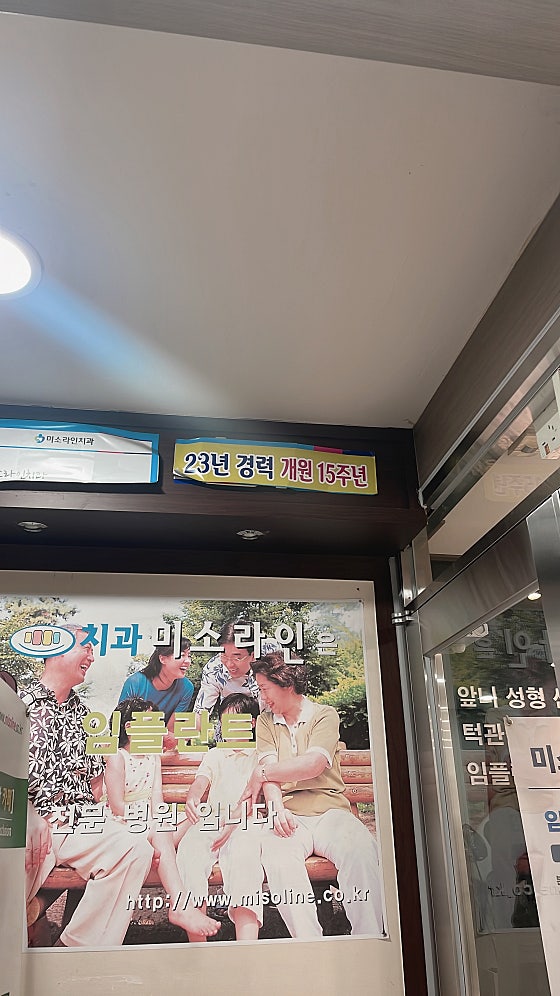 미소라인치과
23년 경력 개원 15주년
치과 미소라인은
임플란트
전문 병원 입니다
http://www.misoline.co.kr
앞니 성형
턱관
임플